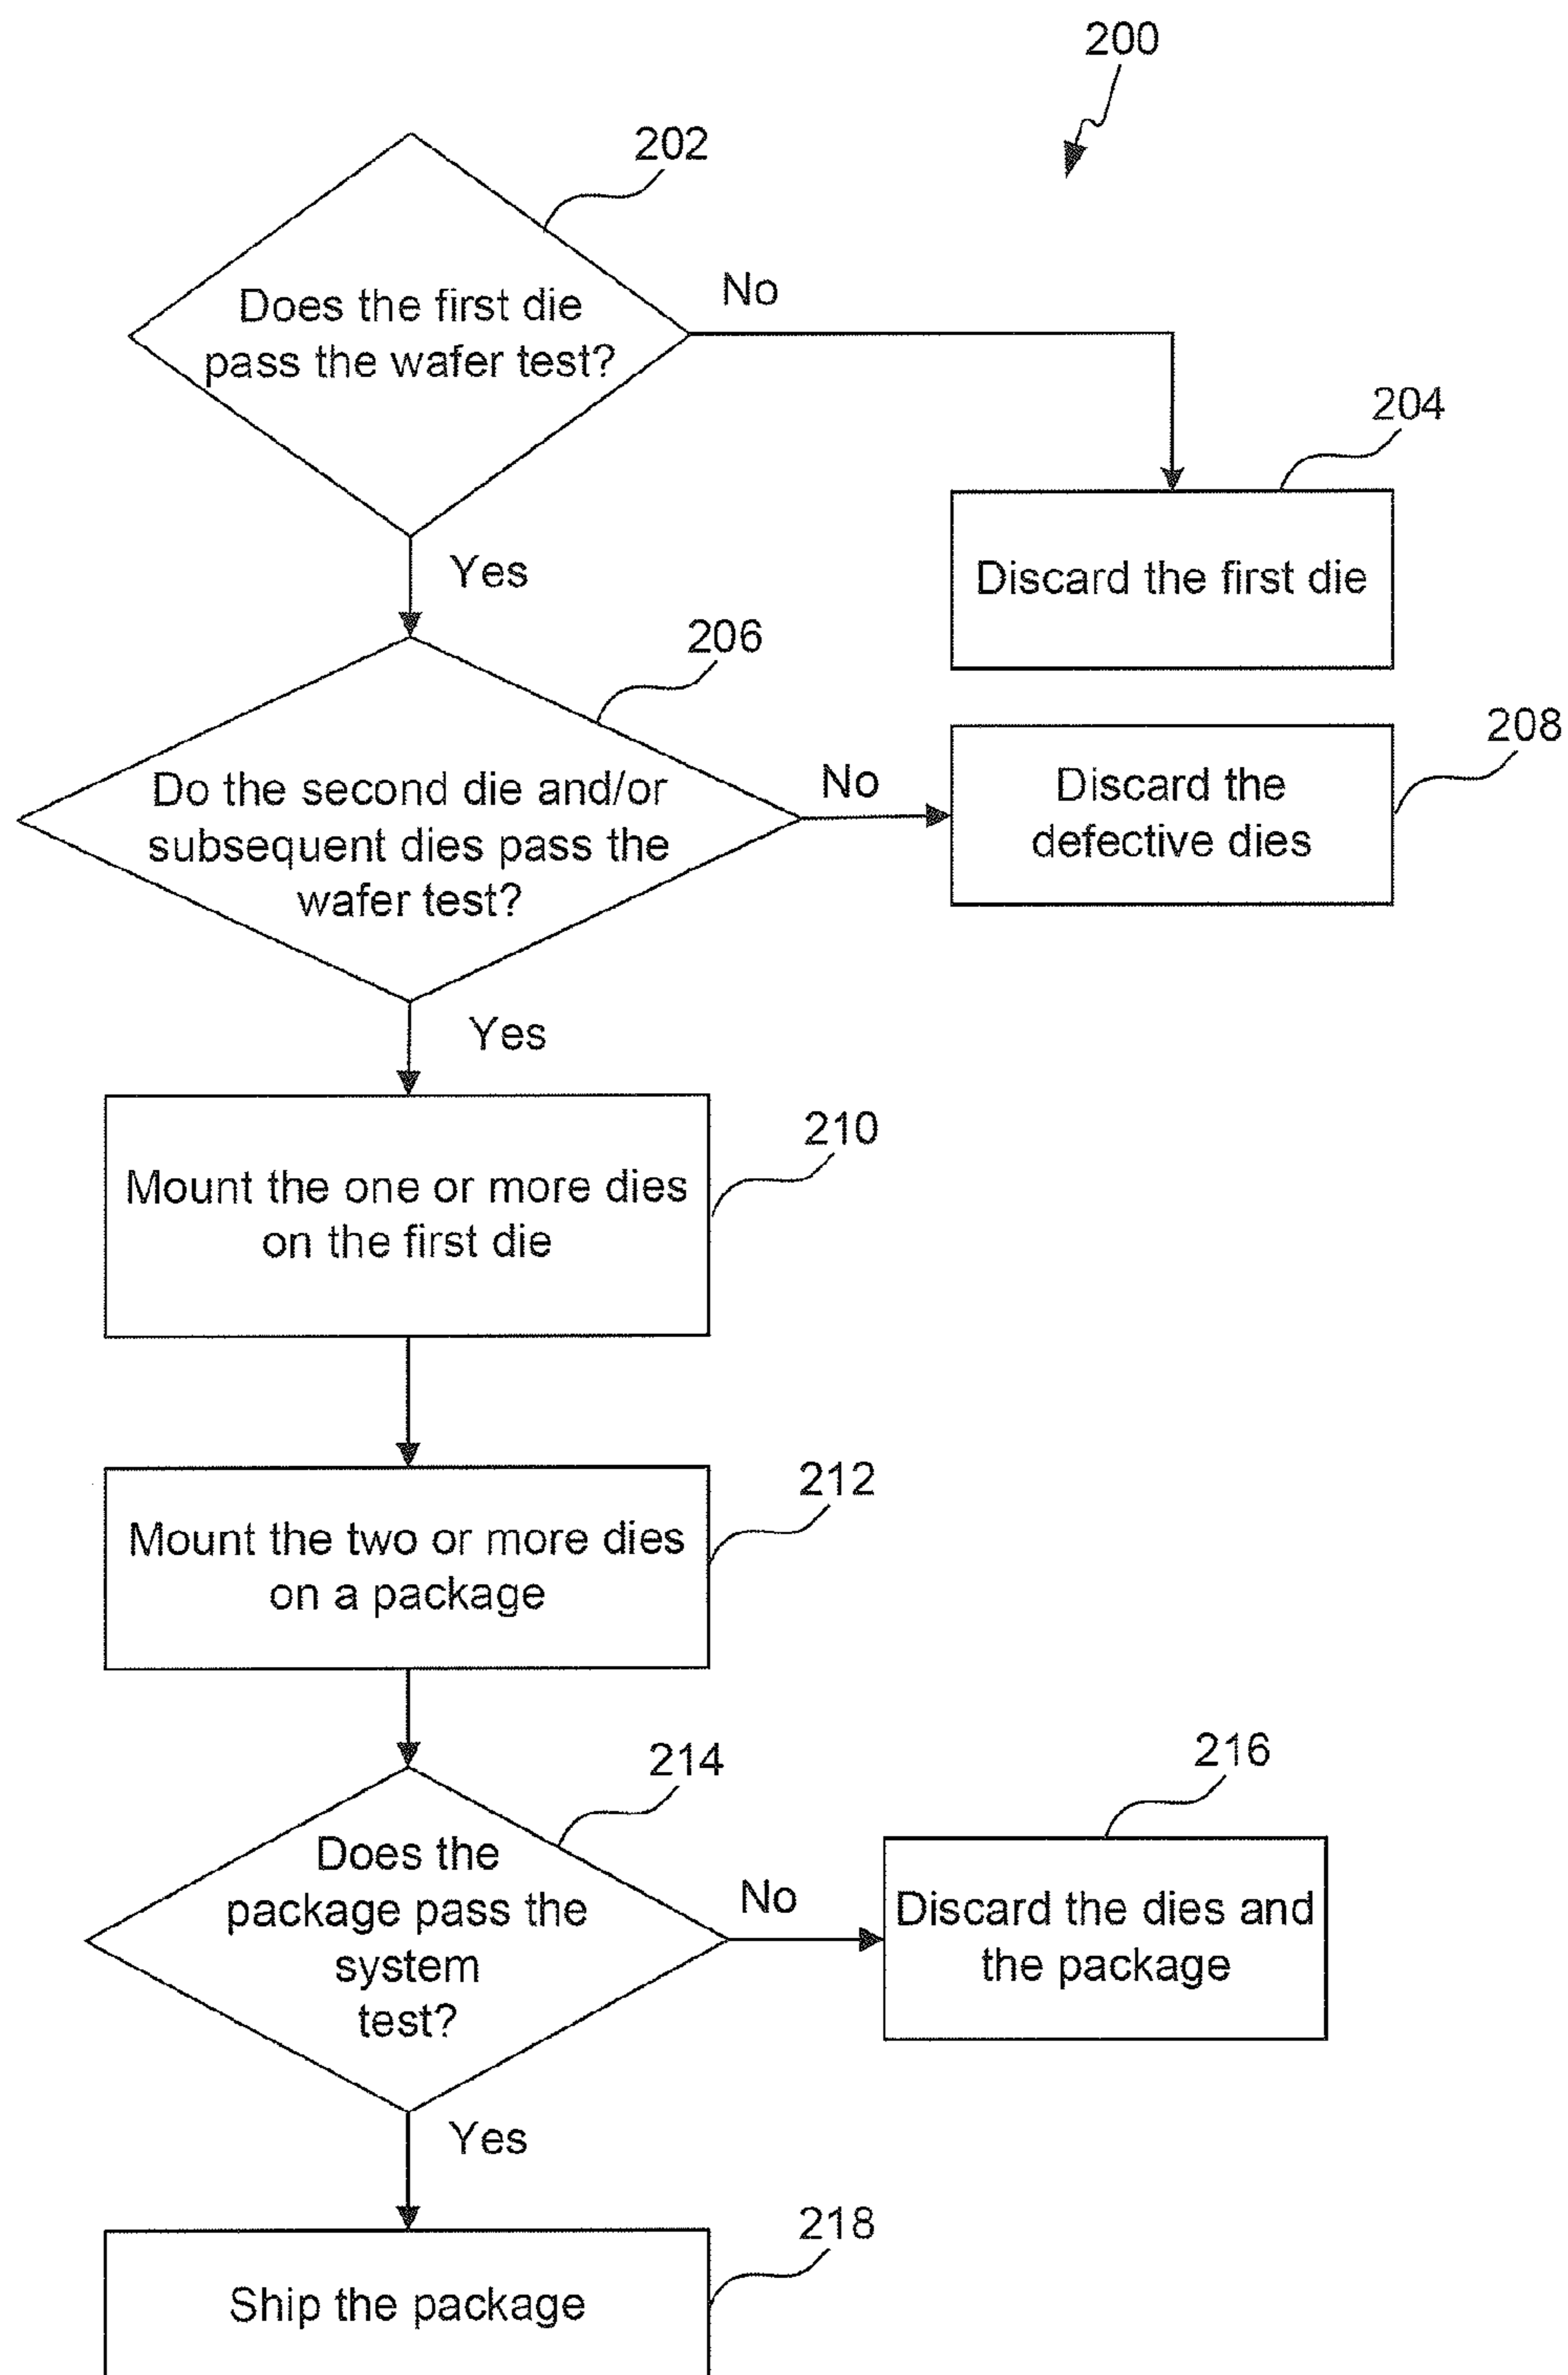 200
202
Does the first die
pass the wafer test?
No
204
Discard the first die
Yes
206
Do the second die and/or
subsequent dies pass the
wafer test?
No
208
Discard the
defective dies
Yes
210
Mount the one or more dies
on the first die
212
Mount the two or more dies
on a package
214
Does the
package pass the
system
test?
No
216
Discard the dies and
the package
Yes
218
Ship the package